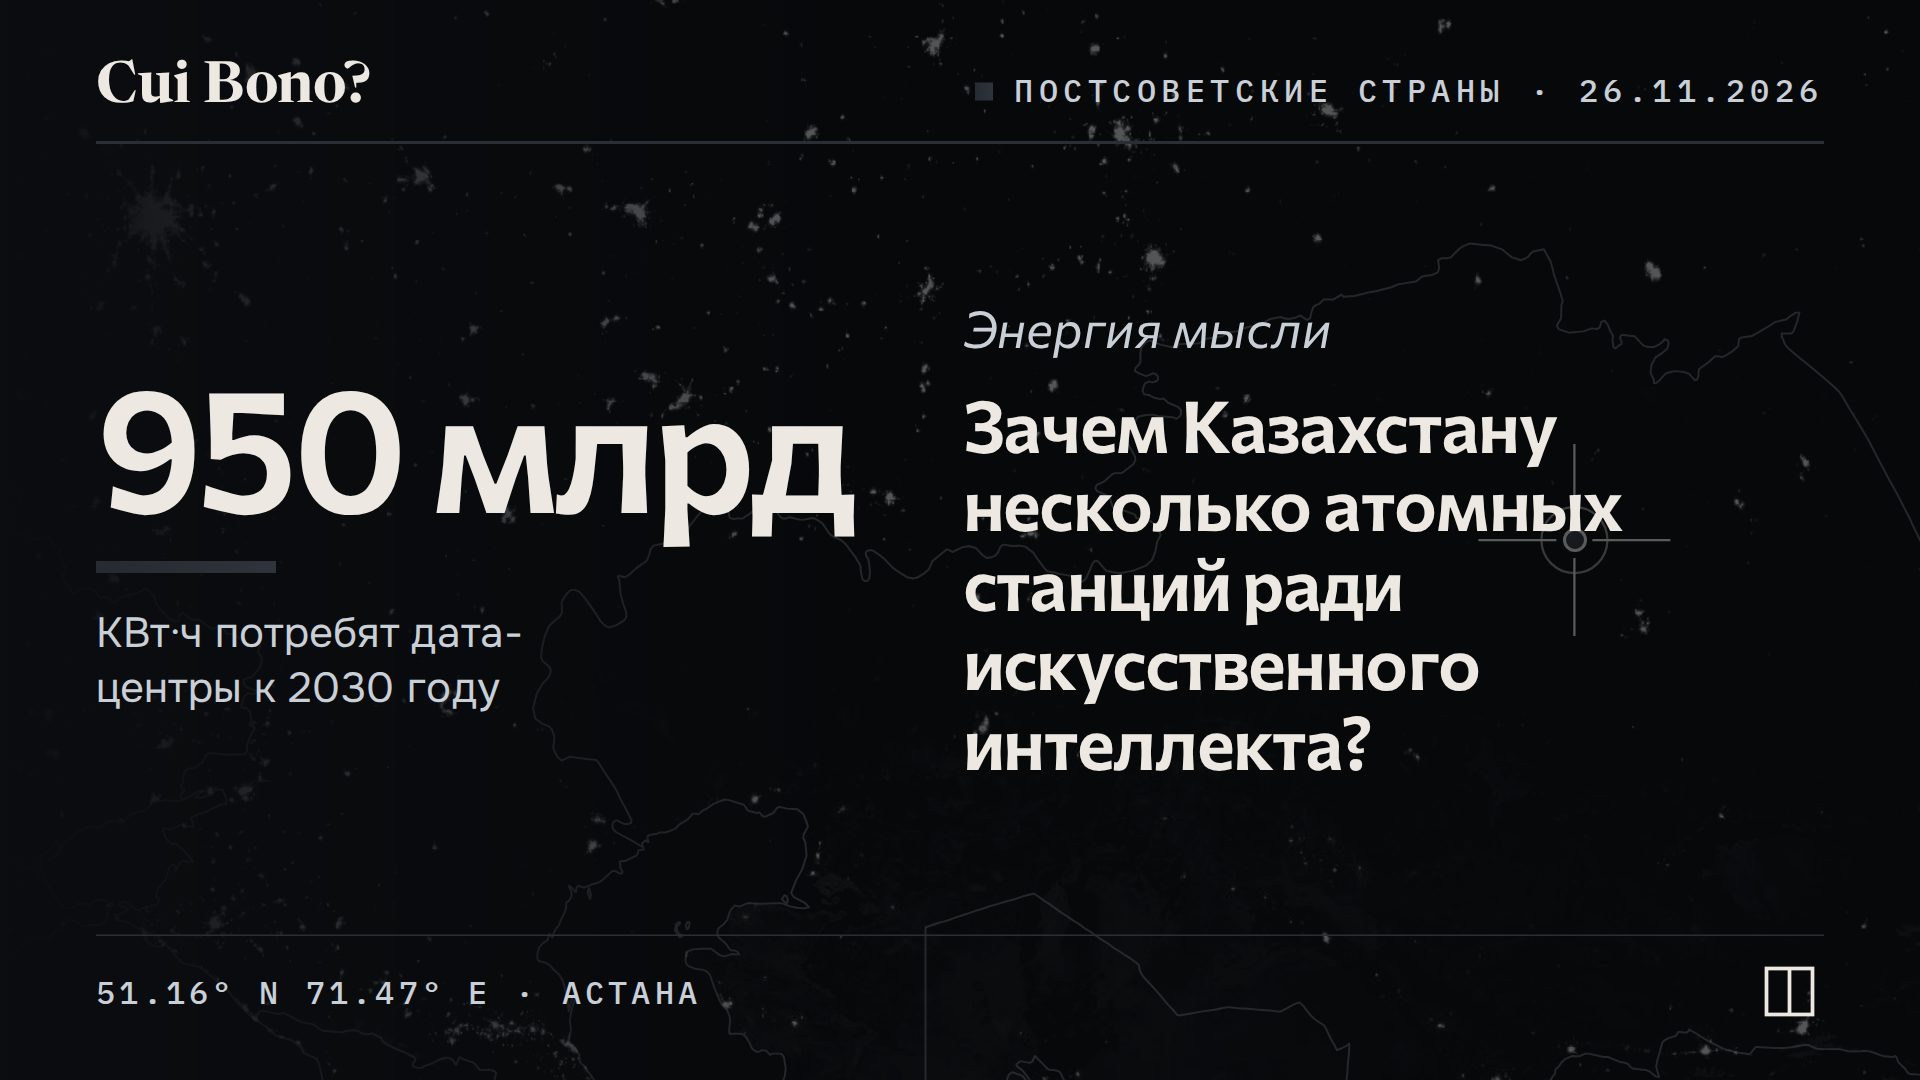 Cui Bono?
ПОСТСОВЕТСКИЕ СТРАНЫ · 26.11.2026
950 млрд
КВт·ч потребят дата-
центры к 2030 году
Энергия мысли
Зачем Казахстану
несколько атомных
станций ради
искусственного
интеллекта?
51.16° N 71.47° E · АСТАНА